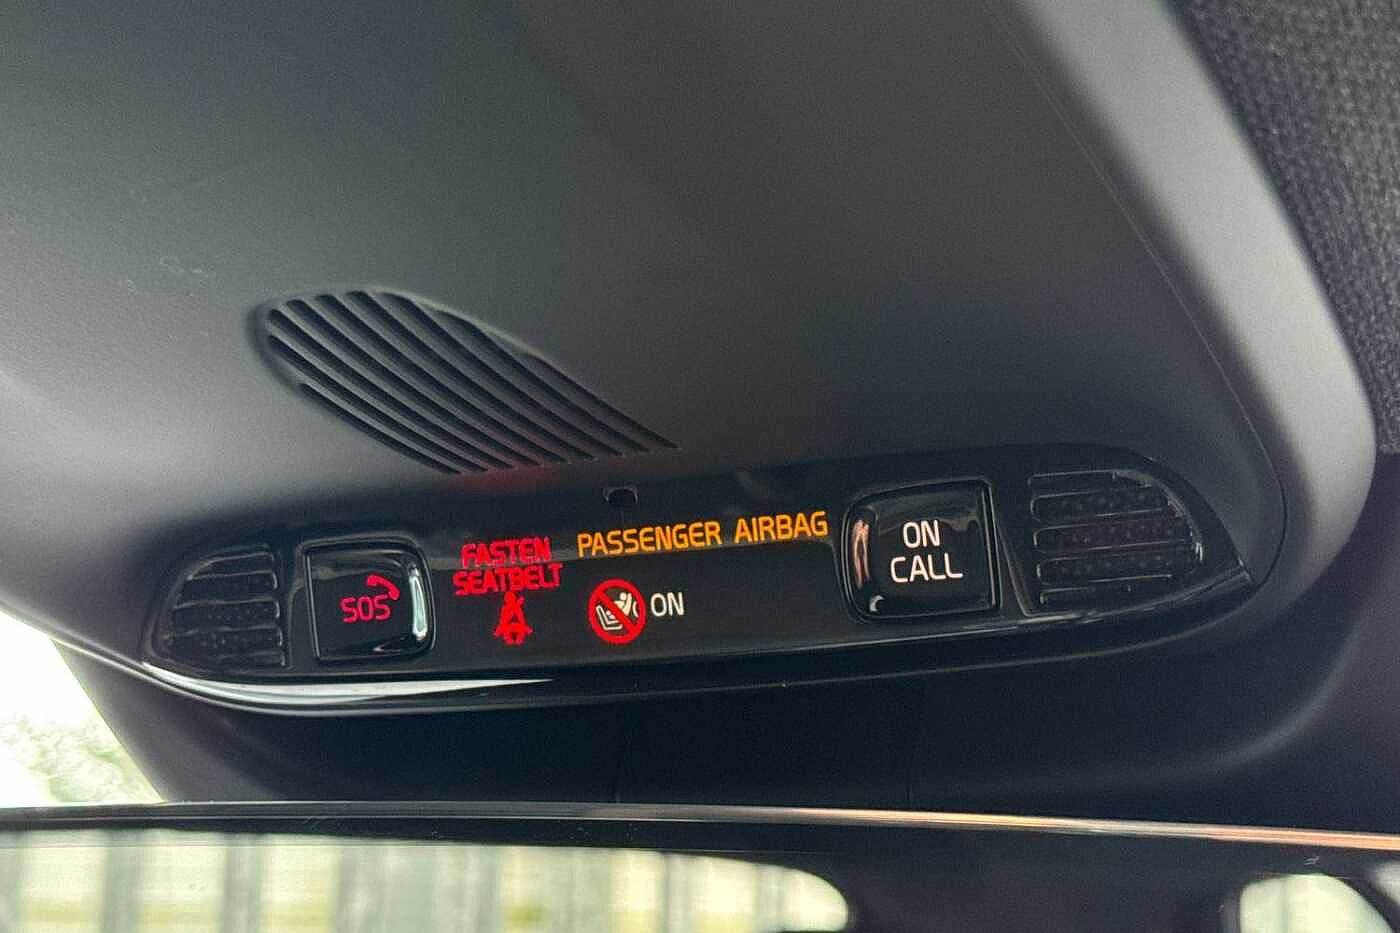 SOS
FASTEN
SEATBELT
PASSENGER AIRBAG
ON
ON
CALL